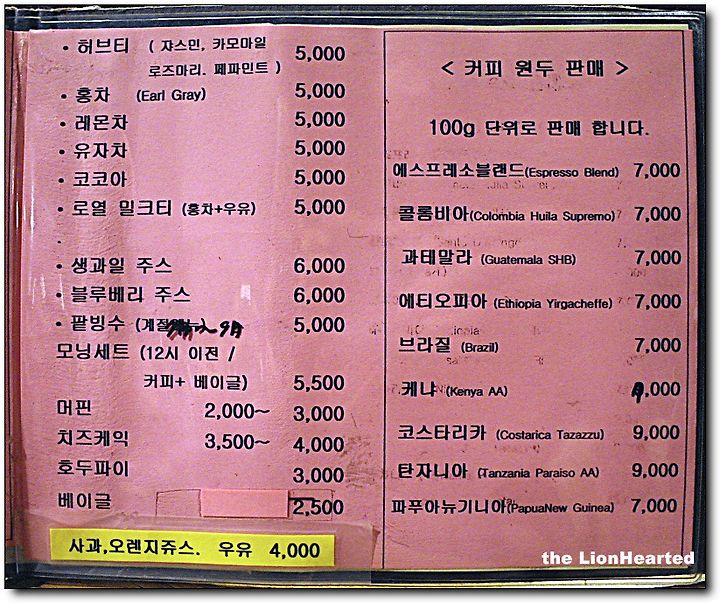 · 허브티 ( 쟈스민, 카모마일
로즈마리. 페파민트 ) 5,000
· 홍차 (Earl Gray) 5,000
· 레몬차 5,000
· 유자차 5,000
· 코코아 5,000
· 로열 밀크티 (홍차+우유) 5,000
· 생과일 주스 6,000
· 블루베리 주스 6,000
· 팥빙수 5,000
모닝세트 (12시 이전 /
커피+ 베이글) 5,500
머핀 2,000~ 3,000
치즈케익 3,500~ 4,000
호두파이 3,000
베이글 2,500
사과,오렌지쥬스. 우유 4,000
< 커피 원두 판매 >
100g 단위로 판매 합니다.
에스프레소블랜드(Espresso Blend) 7,000
콜롬비아(Colombia Huila Supremo) 7,000
과테말라 (Guatemala SHB) 7,000
에티오피아 (Ethiopia Yirgacheffe) 7,000
브라질 (Brazil) 7,000
케냐 (Kenya AA) 9,000
코스타리카 (Costarica Tazazzu) 9,000
탄자니아 (Tanzania Paraiso AA) 9,000
파푸아뉴기니아(PapuaNew Guinea) 7,000
the LionHearted